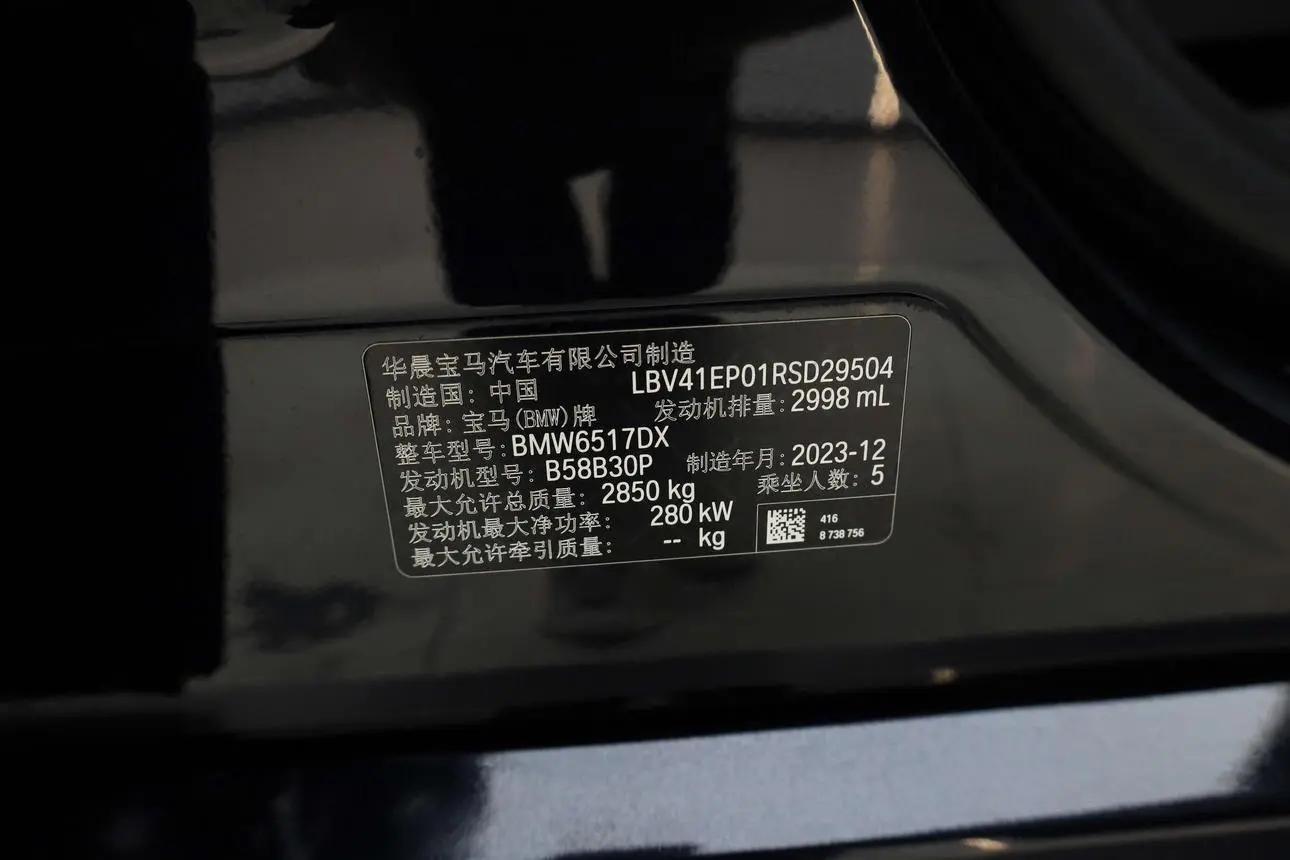 华晨宝马汽车有限公司制造
制造国: 中国 LBV41EP01RSD29504
品牌: 宝马(BMW)牌 发动机排量: 2998 mL
整车型号: BMW6517DX
发动机型号: B58B30P 制造年月: 2023-12
最大允许总质量: 2850 kg 乘坐人数: 5
发动机最大净功率: 280 kW
最大允许牵引质量: -- kg
416
8 738 756